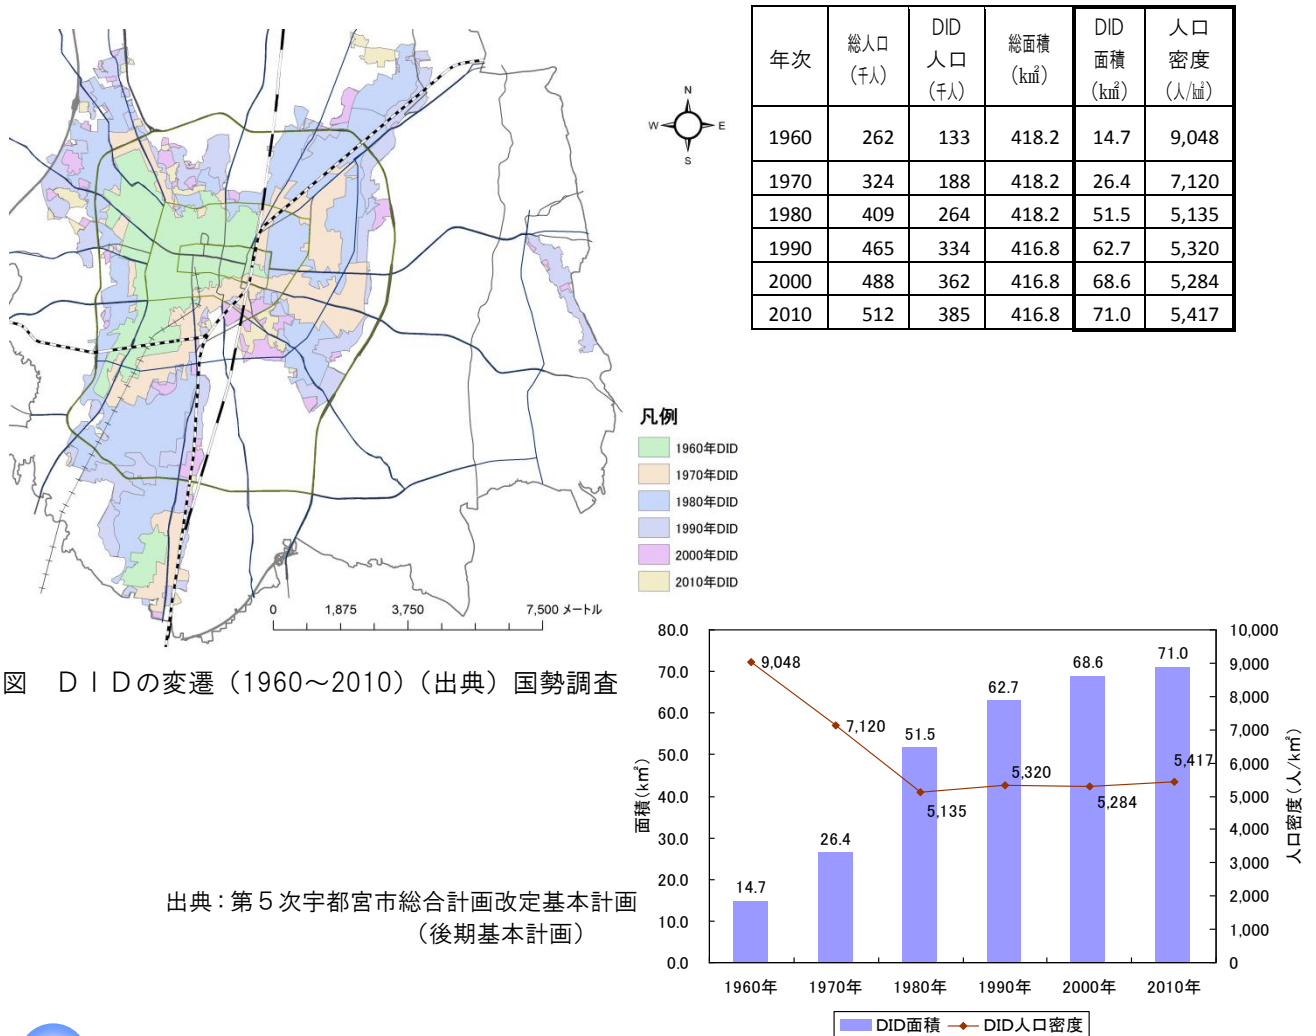 年次 総人口(千人) DID人口(千人) 総面積(k㎡) DID面積(k㎡) 人口密度(人/k㎡)
1960 262 133 418.2 14.7 9,048
1970 324 188 418.2 26.4 7,120
1980 409 264 418.2 51.5 5,135
1990 465 334 416.8 62.7 5,320
2000 488 362 416.8 68.6 5,284
2010 512 385 416.8 71.0 5,417
N
W E
S
凡例
1960年DID
1970年DID
1980年DID
1990年DID
2000年DID
2010年DID
0 1,875 3,750 7,500 メートル
図 DIDの変遷(1960~2010)(出典)国勢調査
出典:第5次宇都宮市総合計画改定基本計画
(後期基本計画)
面積(k㎡)
80.0
70.0
60.0
50.0
40.0
30.0
20.0
10.0
0.0
人口密度(人/k㎡)
10,000
9,000
8,000
7,000
6,000
5,000
4,000
3,000
2,000
1,000
0
14.7 26.4 51.5 62.7 68.6 71.0
9,048 7,120 5,135 5,320 5,284 5,417
1960年 1970年 1980年 1990年 2000年 2010年
DID面積 DID人口密度